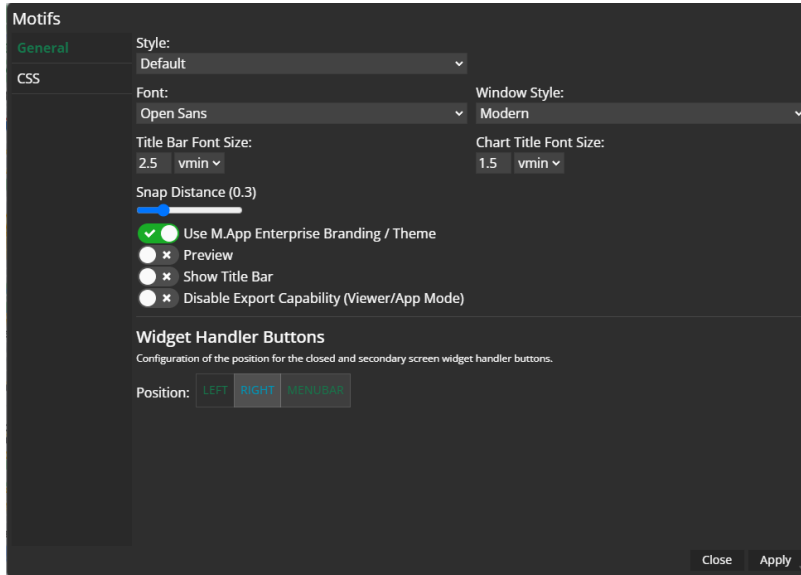 Motifs
General
CSS
Style:
Default
Font:
Open Sans
Window Style:
Modern
Title Bar Font Size:
2.5 vmin
Chart Title Font Size:
1.5 vmin
Snap Distance (0.3)
Use M.App Enterprise Branding / Theme
Preview
Show Title Bar
Disable Export Capability (Viewer/App Mode)
Widget Handler Buttons
Configuration of the position for the closed and secondary screen widget handler buttons.
Position: LEFT RIGHT MENUBAR
Close Apply